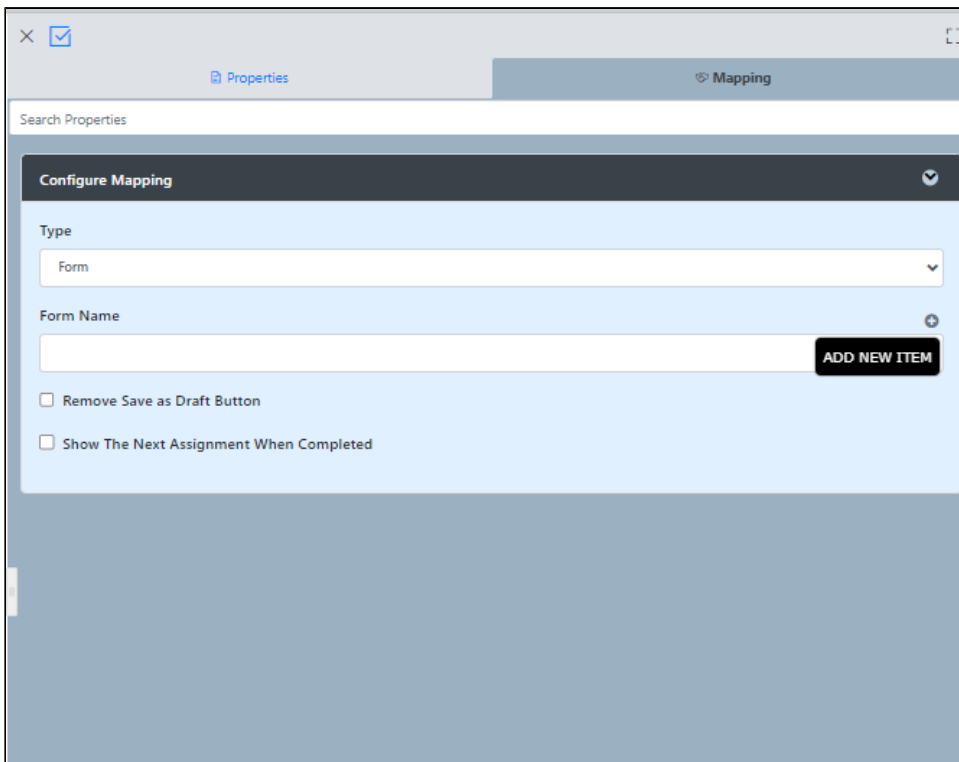 Properties
Mapping
Search Properties
Configure Mapping
Type
Form
Form Name
ADD NEW ITEM
Remove Save as Draft Button
Show The Next Assignment When Completed